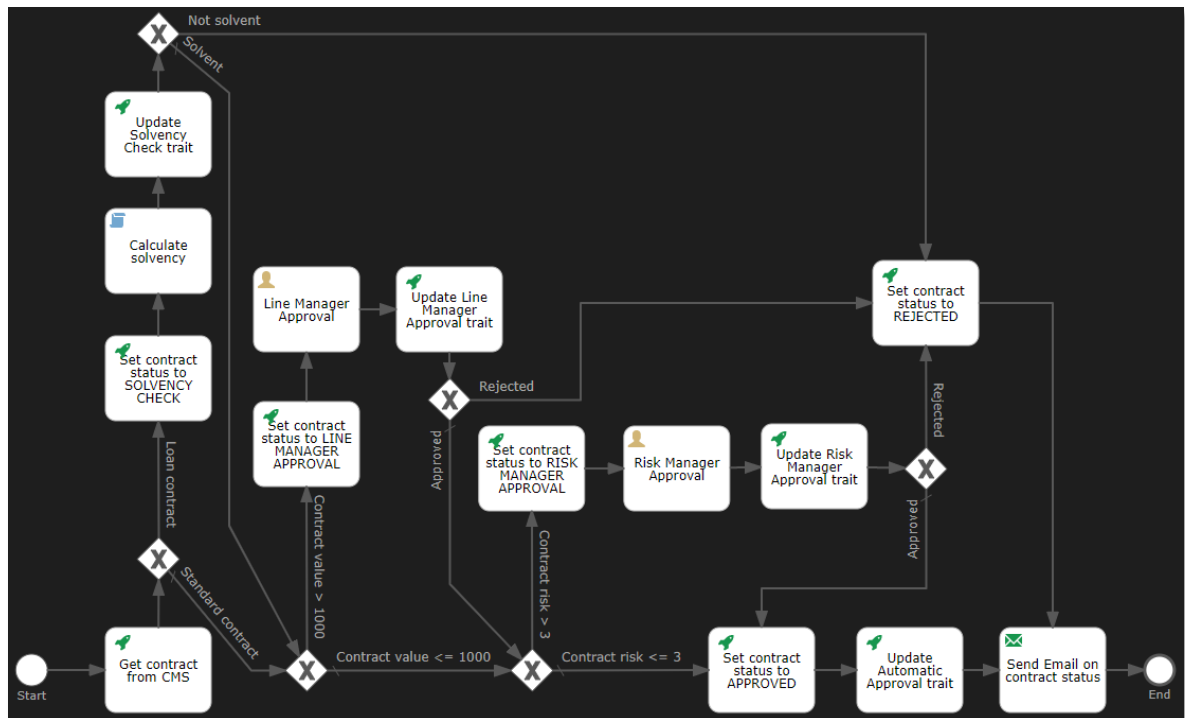 Not solvent
Solvent
Update
Solvency
Check trait
Calculate
solvency
Set contract
status to
SOLVENCY
CHECK
Loan contract
Standard contract
Get contract
from CMS
Start
Line Manager
Approval
Update Line
Manager
Approval trait
Set contract
status to LINE
MANAGER
APPROVAL
Contract value > 1000
Contract value <= 1000
Rejected
Approved
Set contract
status to RISK
MANAGER
APPROVAL
Risk Manager
Approval
Update Risk
Manager
Approval trait
Contract risk > 3
Contract risk <= 3
Set contract
status to
REJECTED
Rejected
Approved
Set contract
status to
APPROVED
Update
Automatic
Approval trait
Send Email on
contract status
End